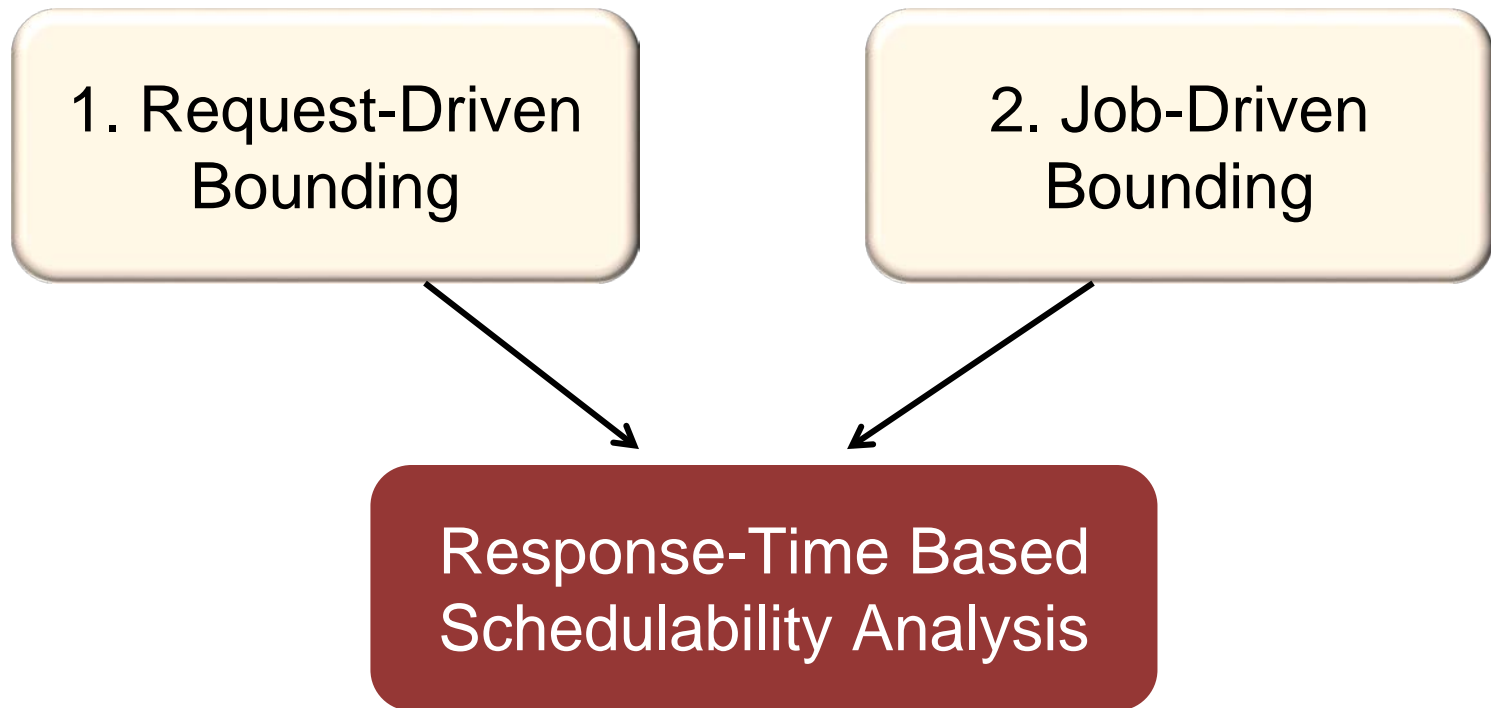 1. Request-Driven
Bounding
2. Job-Driven
Bounding
Response-Time Based
Schedulability Analysis